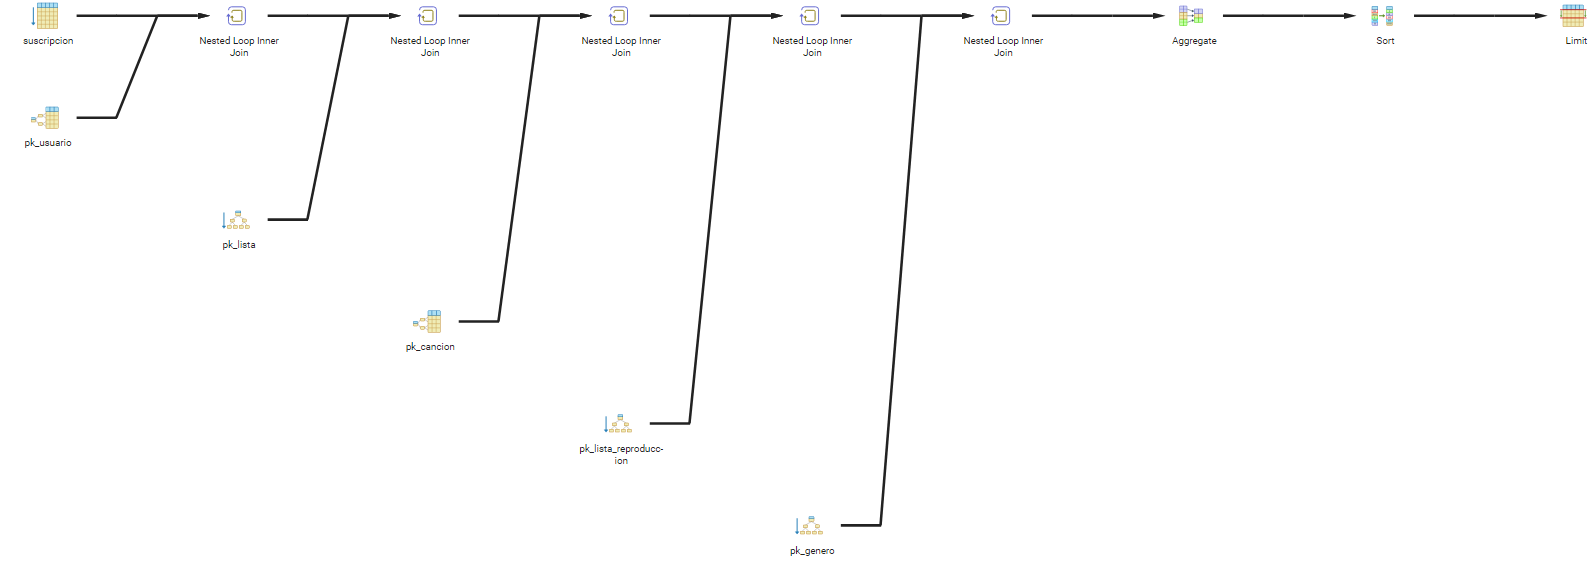 suscripcion
Nested Loop Inner
Join
Nested Loop Inner
Join
Nested Loop Inner
Join
Nested Loop Inner
Join
Nested Loop Inner
Join
Aggregate
Sort
Limit
pk_usuario
pk_lista
pk_cancion
pk_lista_reproducc-
ion
pk_genero